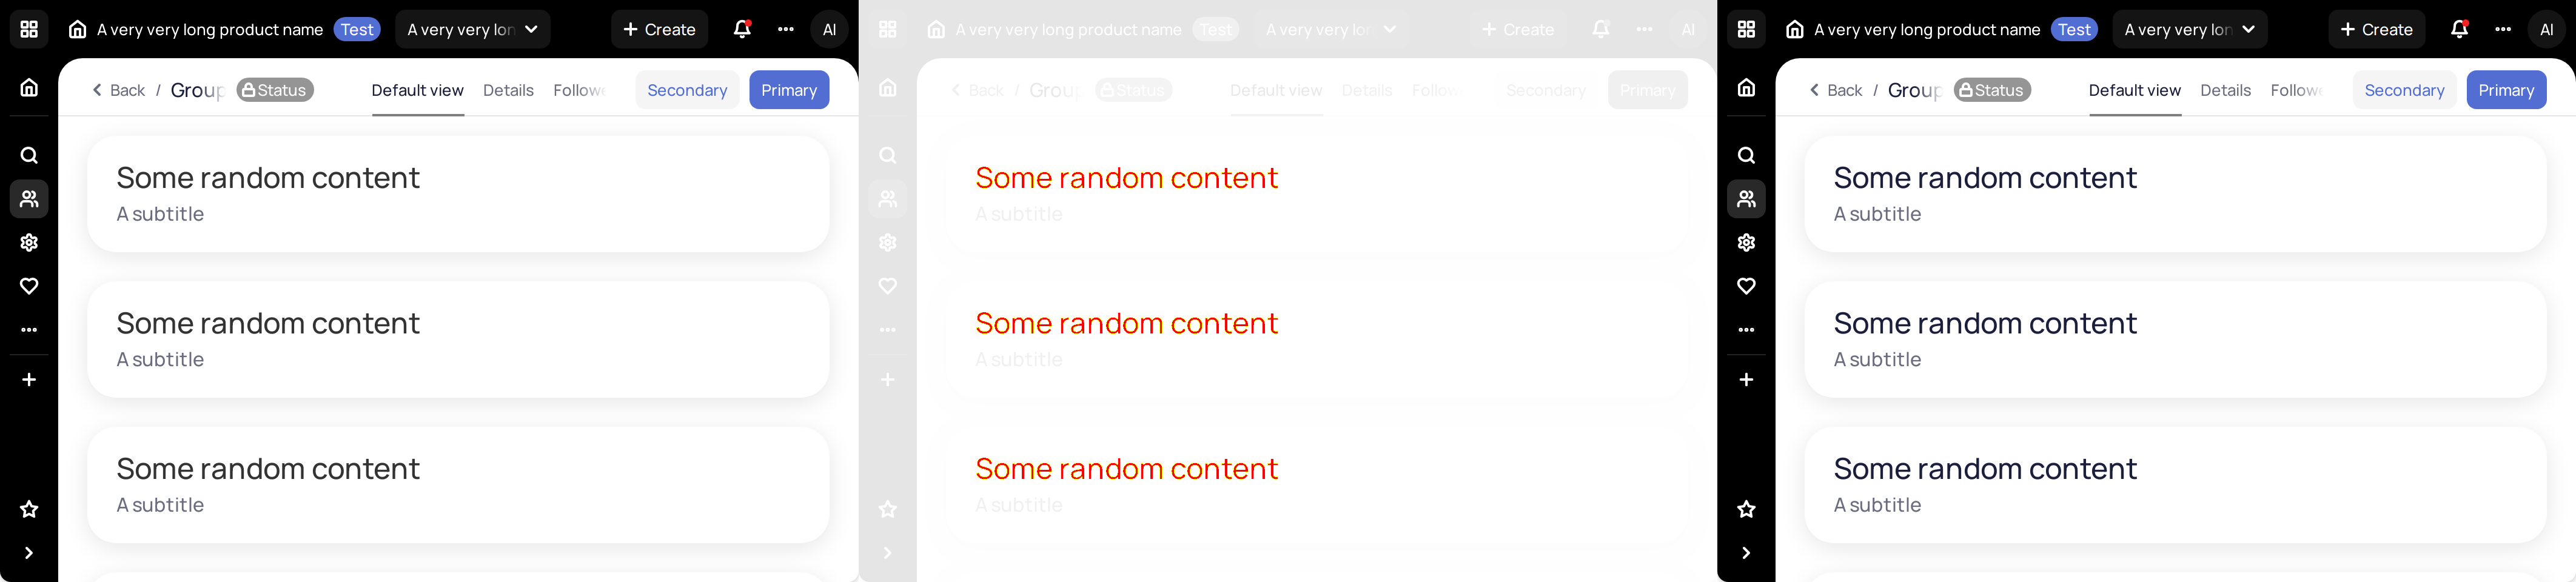 A very very long product name Test A very very lon Create AI
Back / Group Status Default view Details Follow Secondary Primary
Some random content
A subtitle
Some random content
A subtitle
Some random content
A subtitle
A very very long product name Test A very very lon Create AI
Back / Group Status Default view Details Follow Secondary Primary
Some random content
A subtitle
Some random content
A subtitle
Some random content
A subtitle
A very very long product name Test A very very lon Create AI
Back / Group Status Default view Details Followe Secondary Primary
Some random content
A subtitle
Some random content
A subtitle
Some random content
A subtitle